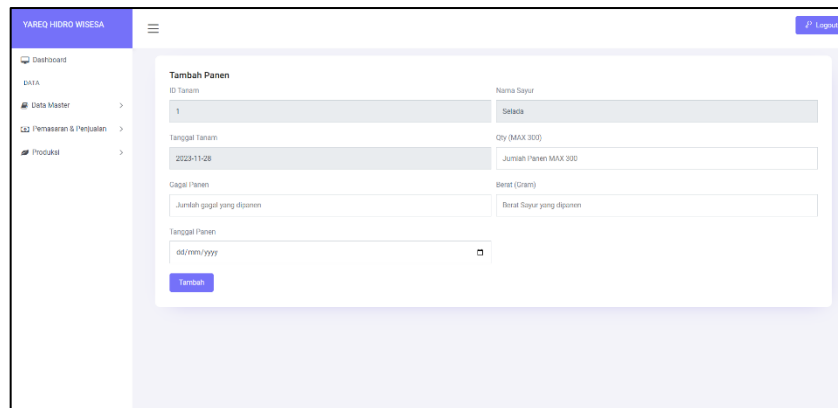 YAREQ HIDRO WISESA
Logout
Dashboard
DATA
Data Master
Pemasaran & Penjualan
Produksi
Tambah Panen
ID Tanam
Nama Sayur
1
Selada
Tanggal Tanam
Qty (MAX 300)
2023-11-28
Jumlah Panen MAX 300
Gagal Panen
Berat (Gram)
Jumlah gagal yang dipanen
Berat Sayur yang dipanen
Tanggal Panen
dd/mm/yyyy
Tambah